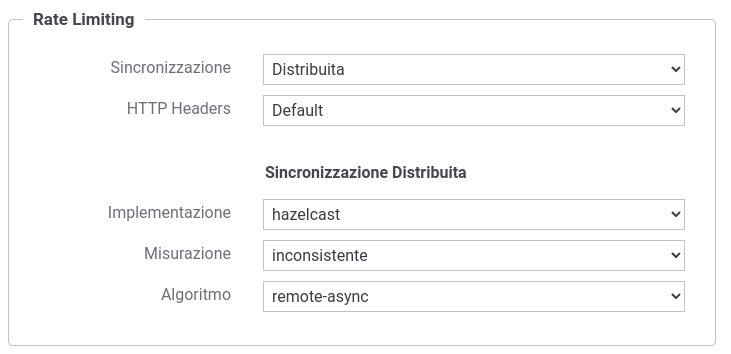 Rate Limiting
Sincronizzazione Distribuita
HTTP Headers Default
Sincronizzazione Distribuita
Implementazione hazelcast
Misurazione inconsistente
Algoritmo remote-async